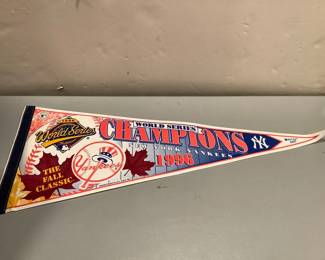 World Series
THE FALL
CLASSIC
Yankees
WORLD SERIES
CHAMPIONS
NEW YORK YANKEES
1996
NY